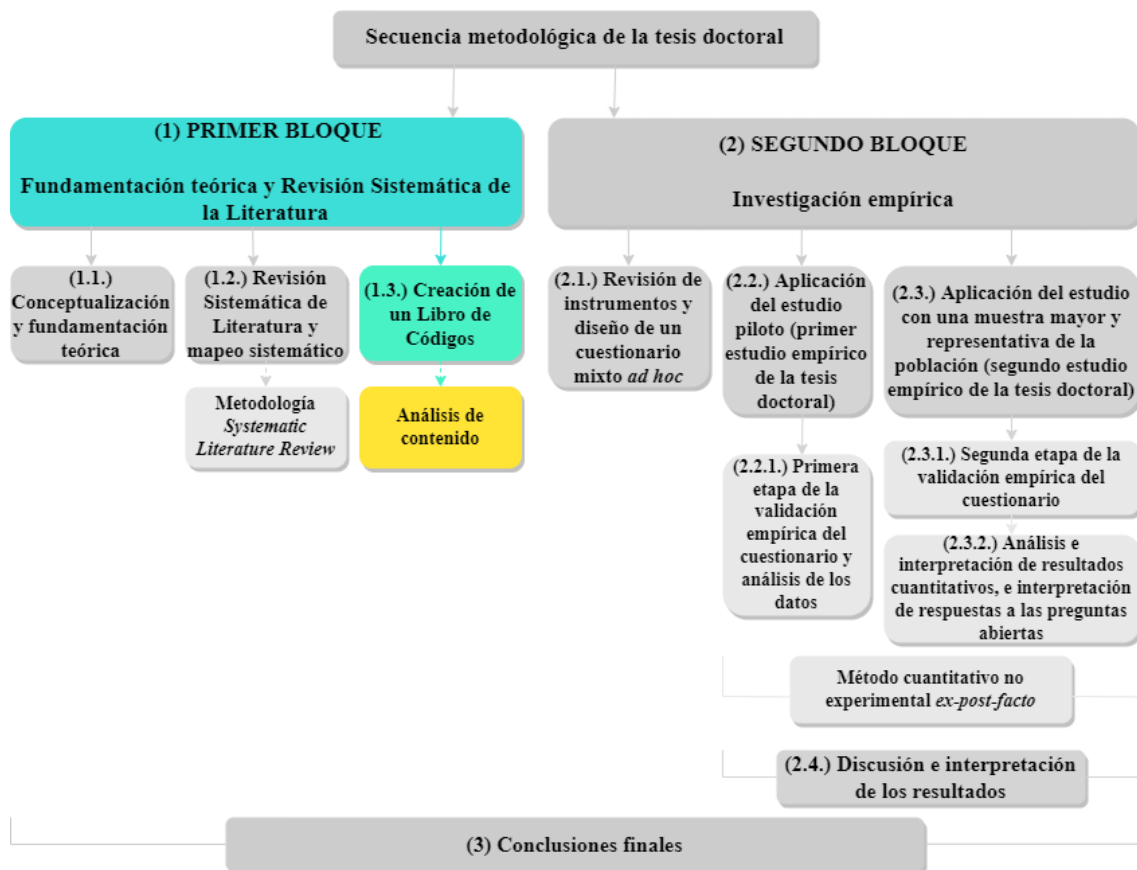 Secuencia metodológica de la tesis doctoral
(1) PRIMER BLOQUE
Fundamentación teórica y Revisión Sistemática de
la Literatura
(2) SEGUNDO BLOQUE
Investigación empírica
(1.1.)
Conceptualización
y fundamentación
teórica
(1.2.) Revisión
Sistemática de
Literatura y
mapeo sistemático
Metodología
Systematic
Literature Review
(1.3.) Creación de
un Libro de
Códigos
Análisis de
contenido
(2.1.) Revisión de
instrumentos y
diseño de un
cuestionario
mixto ad hoc
(2.2.) Aplicación
del estudio
piloto (primer
estudio empírico
de la tesis
doctoral)
(2.2.1.) Primera
etapa de la
validación
empírica del
cuestionario y
análisis de los
datos
(2.3.) Aplicación del estudio
con una muestra mayor y
representativa de la
población (segundo estudio
empírico de la tesis doctoral)
(2.3.1.) Segunda etapa de la
validación empírica del
cuestionario
(2.3.2.) Análisis e
interpretación de resultados
cuantitativos, e interpretación
de respuestas a las preguntas
abiertas
Método cuantitativo no
experimental ex-post-facto
(2.4.) Discusión e interpretación
de los resultados
(3) Conclusiones finales